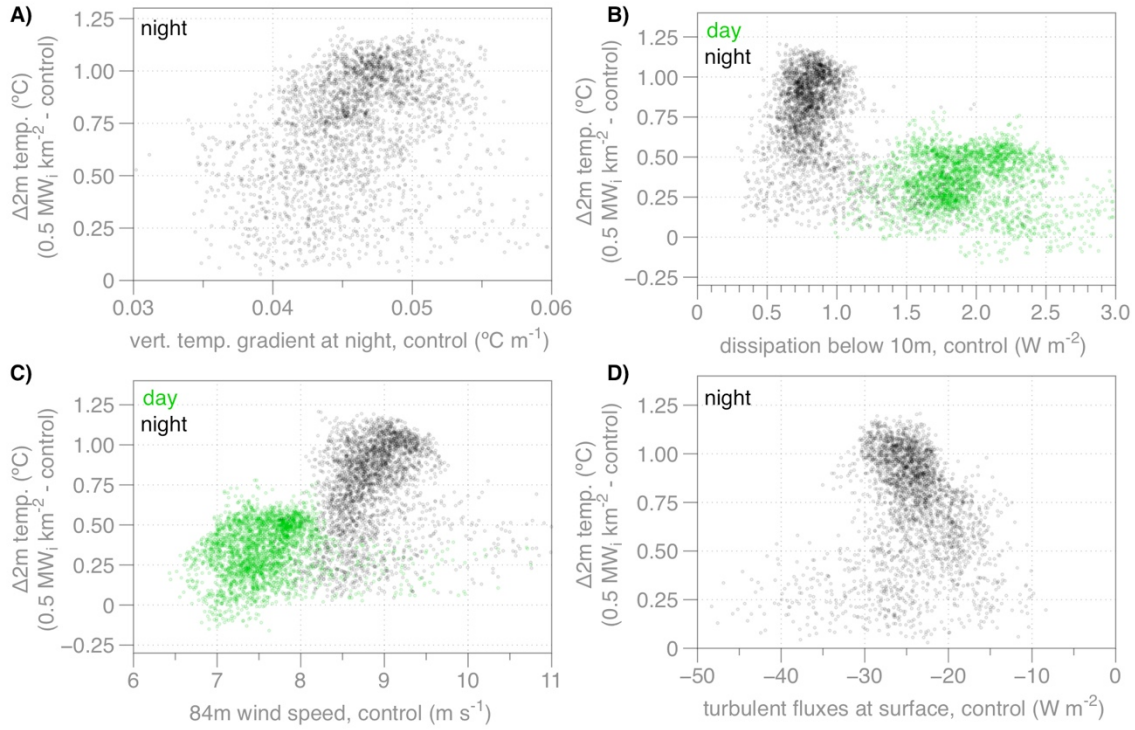 A)
night
1.25
1.00
0.75
0.50
0.25
0
Δ2m temp. (ºC)
(0.5 MWᵢ km⁻² - control)
0.03 0.04 0.05 0.06
vert. temp. gradient at night, control (ºC m⁻¹)
B)
day
night
1.25
1.00
0.75
0.50
0.25
0
−0.25
Δ2m temp. (ºC)
(0.5 MWᵢ km⁻² - control)
0 0.5 1.0 1.5 2.0 2.5 3.0
dissipation below 10m, control (W m⁻²)
C)
day
night
1.25
1.00
0.75
0.50
0.25
0
−0.25
Δ2m temp. (ºC)
(0.5 MWᵢ km⁻² - control)
6 7 8 9 10 11
84m wind speed, control (m s⁻¹)
D)
night
1.25
1.00
0.75
0.50
0.25
0
Δ2m temp. (ºC)
(0.5 MWᵢ km⁻² - control)
−50 −40 −30 −20 −10 0
turbulent fluxes at surface, control (W m⁻²)